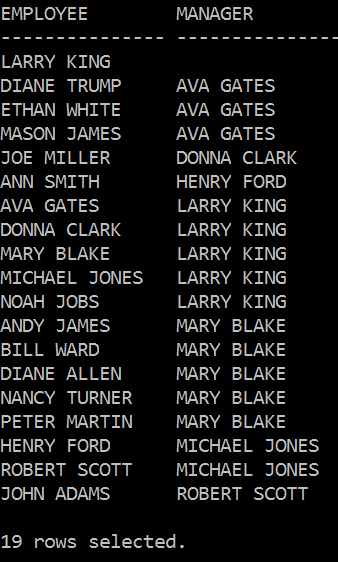 EMPLOYEE MANAGER
--------------- ---------------
LARRY KING
DIANE TRUMP AVA GATES
ETHAN WHITE AVA GATES
MASON JAMES AVA GATES
JOE MILLER DONNA CLARK
ANN SMITH HENRY FORD
AVA GATES LARRY KING
DONNA CLARK LARRY KING
MARY BLAKE LARRY KING
MICHAEL JONES LARRY KING
NOAH JOBS LARRY KING
ANDY JAMES MARY BLAKE
BILL WARD MARY BLAKE
DIANE ALLEN MARY BLAKE
NANCY TURNER MARY BLAKE
PETER MARTIN MARY BLAKE
HENRY FORD MICHAEL JONES
ROBERT SCOTT MICHAEL JONES
JOHN ADAMS ROBERT SCOTT
19 rows selected.